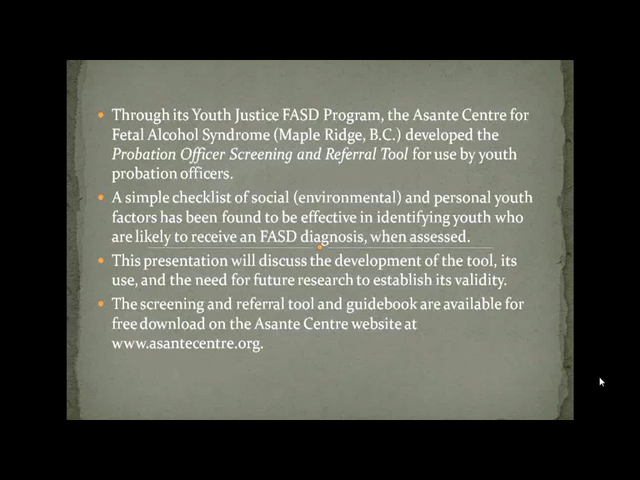 Through its Youth Justice FASD Program, the Asante Centre for
Fetal Alcohol Syndrome (Maple Ridge, B.C.) developed the
Probation Officer Screening and Referral Tool for use by youth
probation officers.
A simple checklist of social (environmental) and personal youth
factors has been found to be effective in identifying youth who
are likely to receive an FASD diagnosis, when assessed.
This presentation will discuss the development of the tool, its
use, and the need for future research to establish its validity.
The screening and referral tool and guidebook are available for
free download on the Asante Centre website at
www.asantecentre.org.